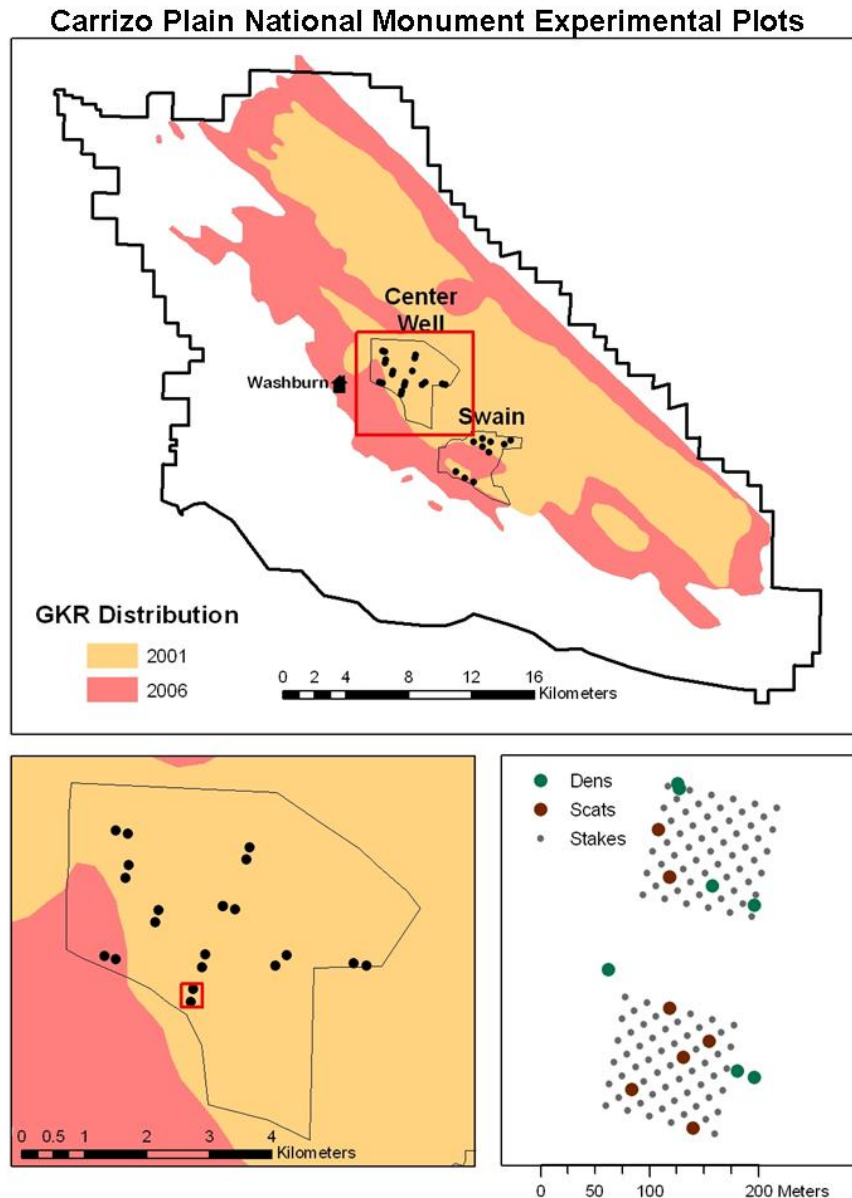 Carrizo Plain National Monument Experimental Plots
Center
Well
Washburn
Swain
GKR Distribution
2001
2006
0 2 4 8 12 16
Kilometers
Dens
Scats
Stakes
0 0.5 1 2 3 4
Kilometers
0 50 100 200 Meters